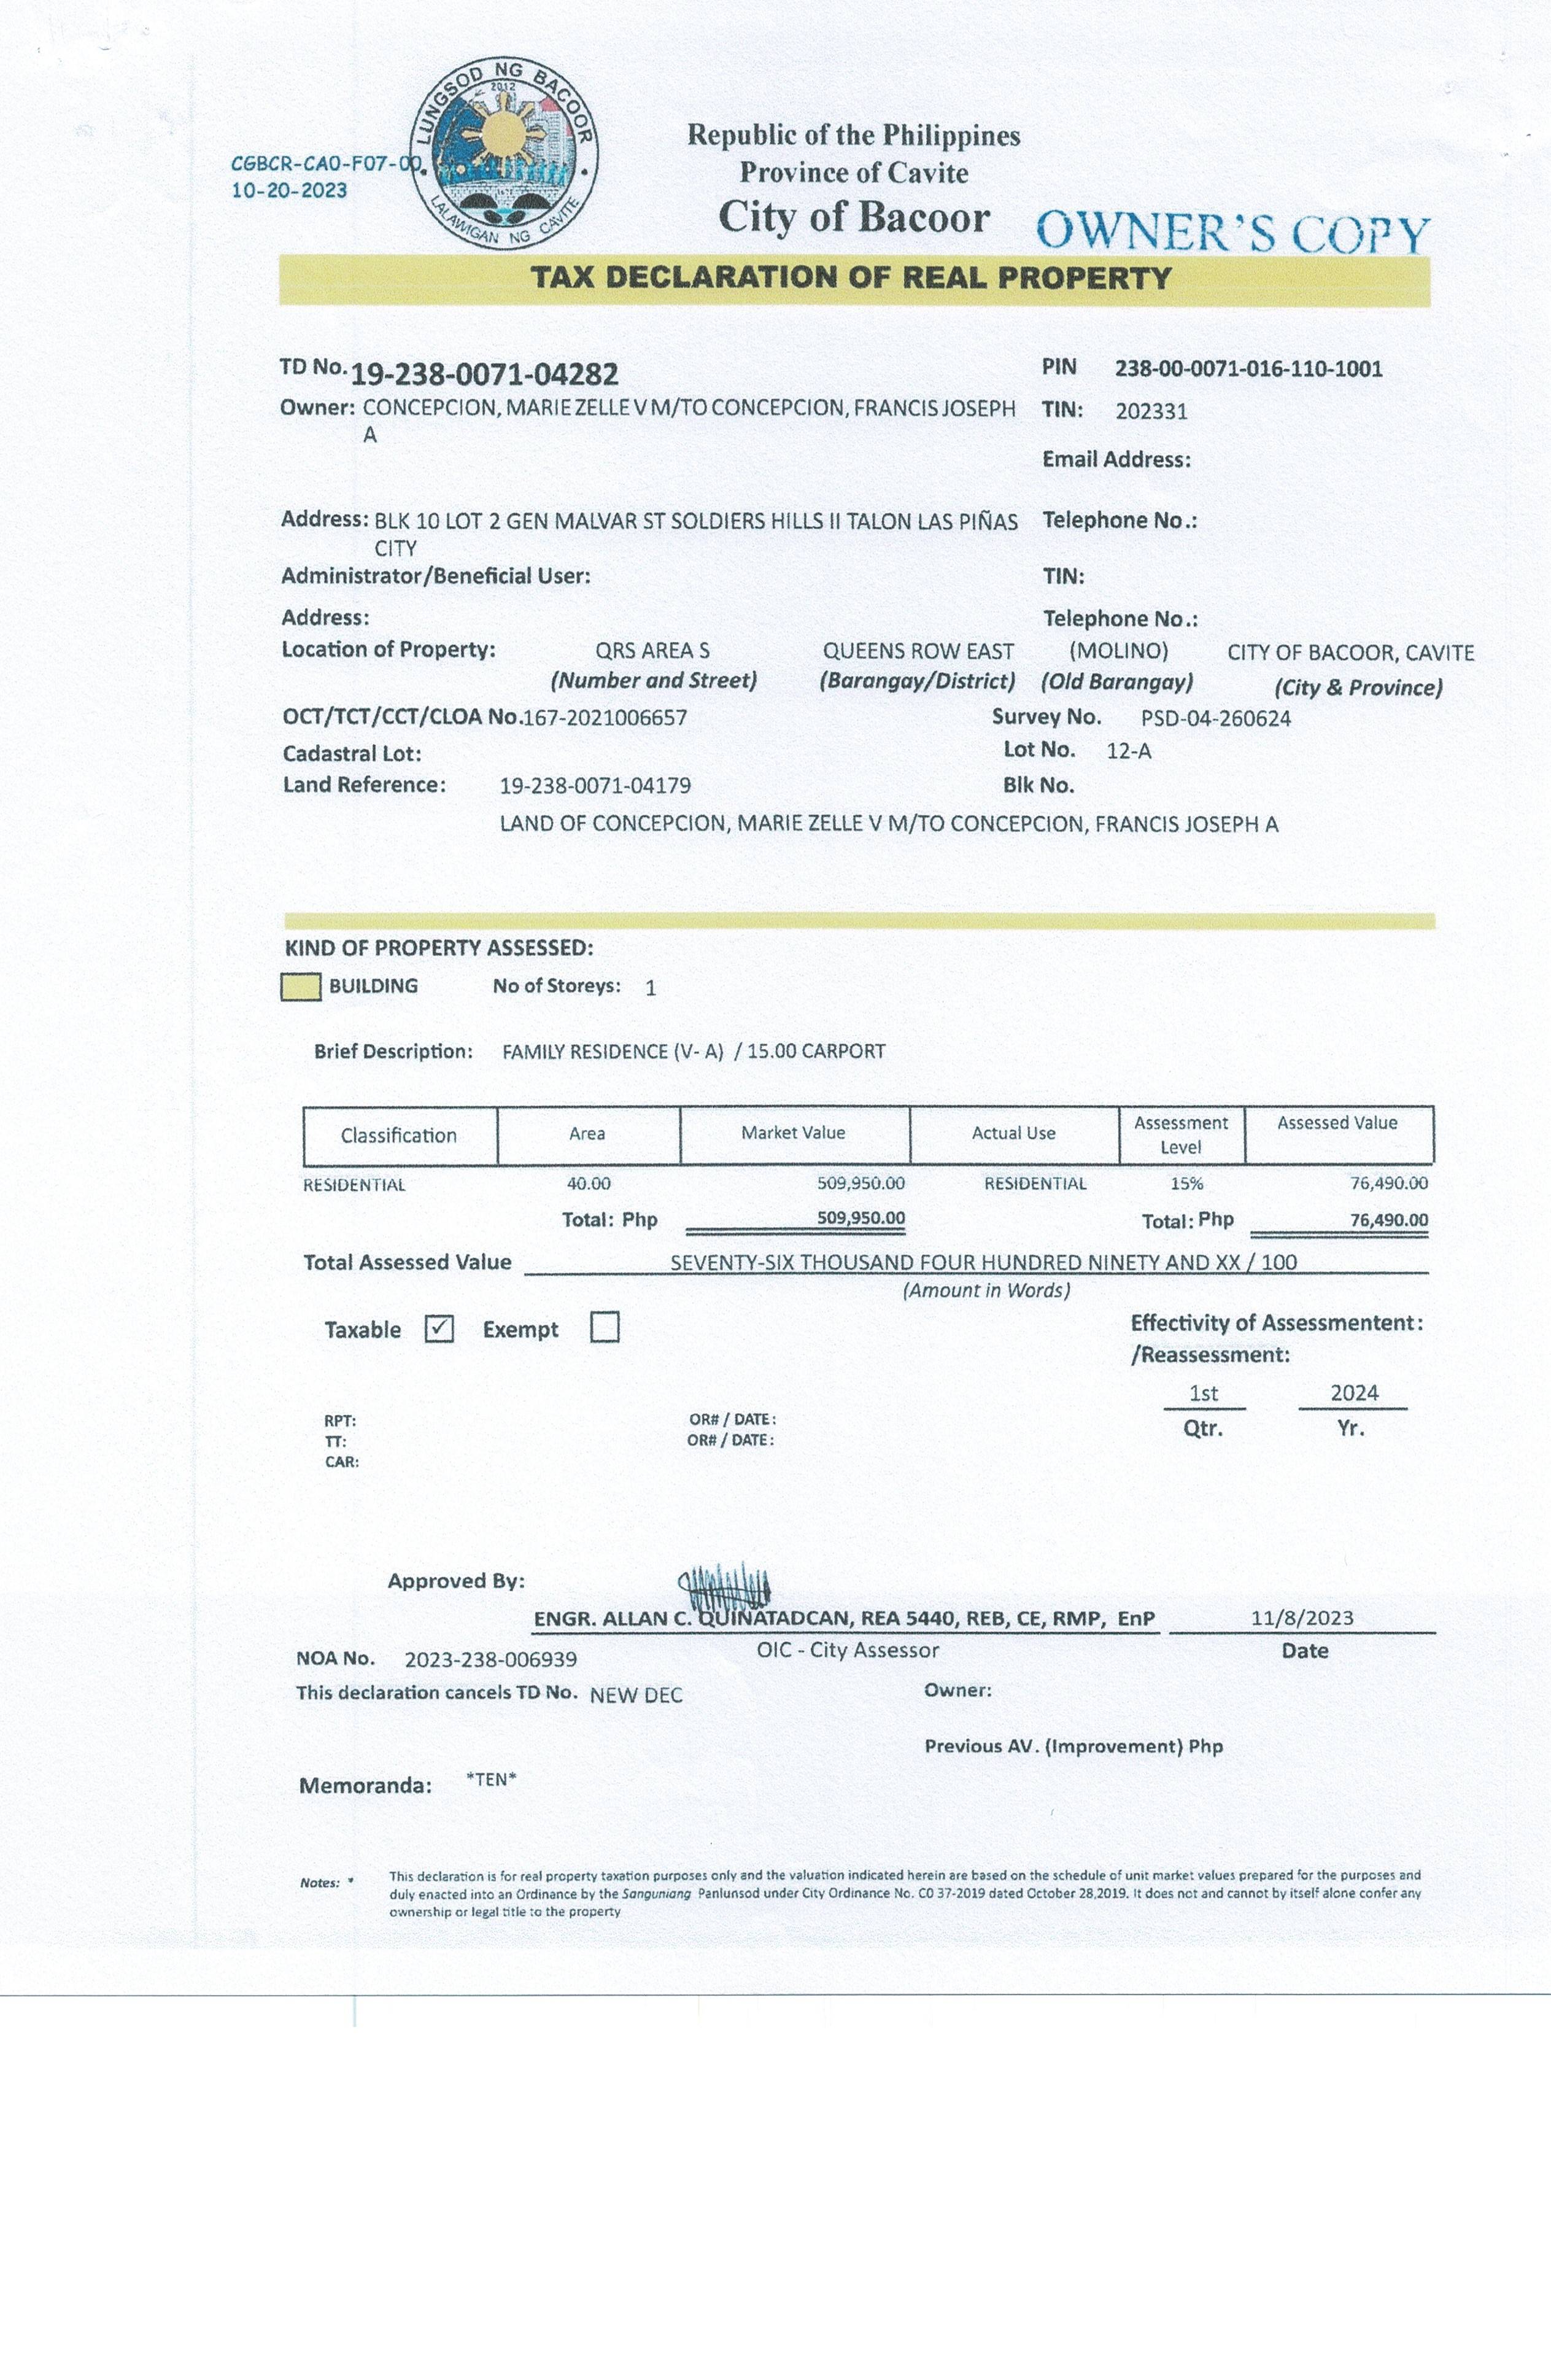 LUNGSOD NG BACOOR
2012
LALAWIGAN NG CAVITE
CGBCR-CAO-F07-00
10-20-2023
Republic of the Philippines
Province of Cavite
City of Bacoor
OWNER'S COPY
TAX DECLARATION OF REAL PROPERTY
TD No. 19-238-0071-04282 PIN 238-00-0071-016-110-1001
Owner: CONCEPCION, MARIE ZELLE V M/TO CONCEPCION, FRANCIS JOSEPH TIN: 202331
A
Email Address:
Address: BLK 10 LOT 2 GEN MALVAR ST SOLDIERS HILLS II TALON LAS PIÑAS Telephone No.:
CITY
Administrator/Beneficial User: TIN:
Address: Telephone No.:
Location of Property: QRS AREA S QUEENS ROW EAST (MOLINO) CITY OF BACOOR, CAVITE
(Number and Street) (Barangay/District) (Old Barangay) (City & Province)
OCT/TCT/CCT/CLOA No. 167-2021006657 Survey No. PSD-04-260624
Cadastral Lot: Lot No. 12-A
Land Reference: 19-238-0071-04179 Blk No.
LAND OF CONCEPCION, MARIE ZELLE V M/TO CONCEPCION, FRANCIS JOSEPH A
KIND OF PROPERTY ASSESSED:
BUILDING No of Storeys: 1
Brief Description: FAMILY RESIDENCE (V- A) / 15.00 CARPORT
Classification Area Market Value Actual Use Assessment Level Assessed Value
RESIDENTIAL 40.00 509,950.00 RESIDENTIAL 15% 76,490.00
Total: Php 509,950.00 Total: Php 76,490.00
Total Assessed Value SEVENTY-SIX THOUSAND FOUR HUNDRED NINETY AND XX / 100
(Amount in Words)
Taxable ✓ Exempt Effectivity of Assessmentent:
/Reassessment:
1st 2024
Qtr. Yr.
RPT: OR# / DATE:
TT: OR# / DATE:
CAR:
Approved By:
ENGR. ALLAN C. QUINATADCAN, REA 5440, REB, CE, RMP, EnP 11/8/2023
OIC - City Assessor Date
NOA No. 2023-238-006939
This declaration cancels TD No. NEW DEC Owner:
Previous AV. (Improvement) Php
Memoranda: *TEN*
Notes: * This declaration is for real property taxation purposes only and the valuation indicated herein are based on the schedule of unit market values prepared for the purposes and
duly enacted into an Ordinance by the Sanguniang Panlunsod under City Ordinance No. CO 37-2019 dated October 28,2019. It does not and cannot by itself alone confer any
ownership or legal title to the property